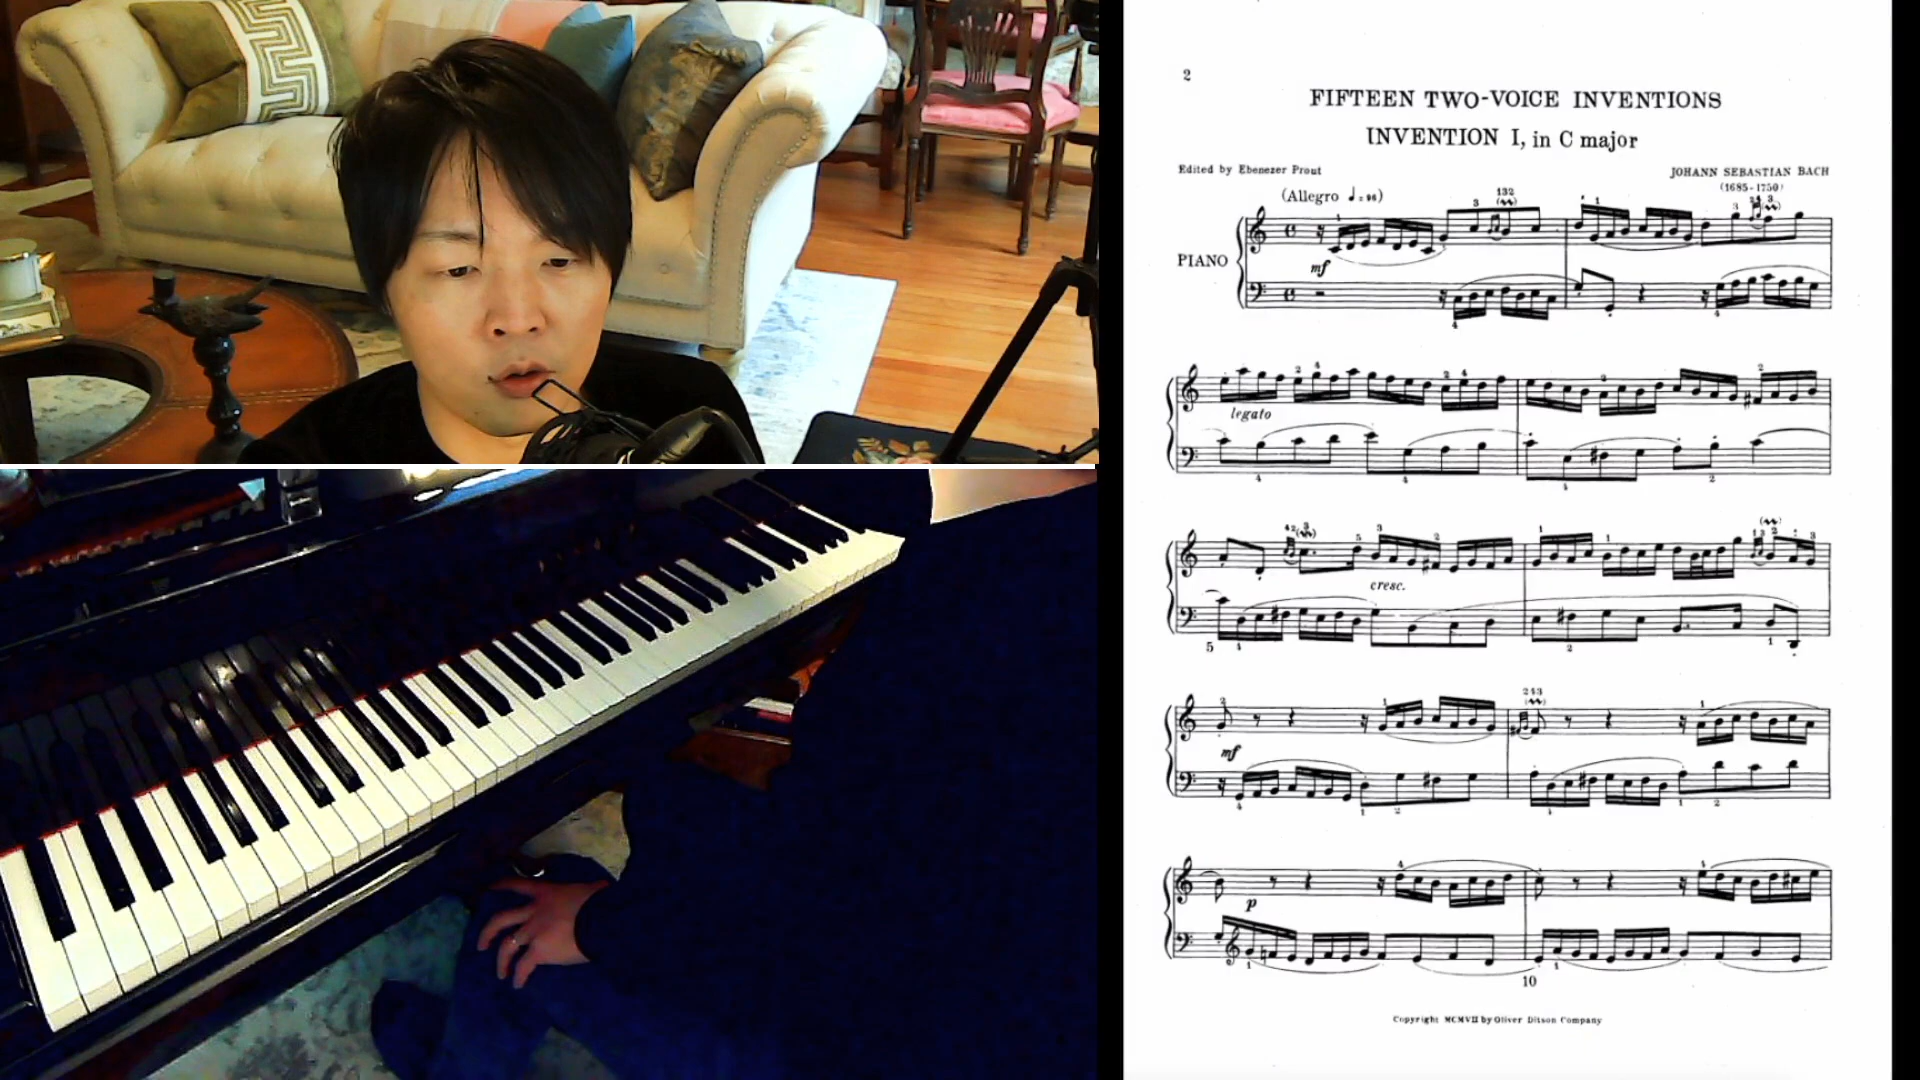 2
FIFTEEN TWO-VOICE INVENTIONS
INVENTION I, in C major
Edited by Ebenezer Prout
JOHANN SEBASTIAN BACH
(1685-1750)
(Allegro ♩= 96)
PIANO
mf
legato
cresc.
mf
p
10
Copyright MCMVII by Oliver Ditson Company